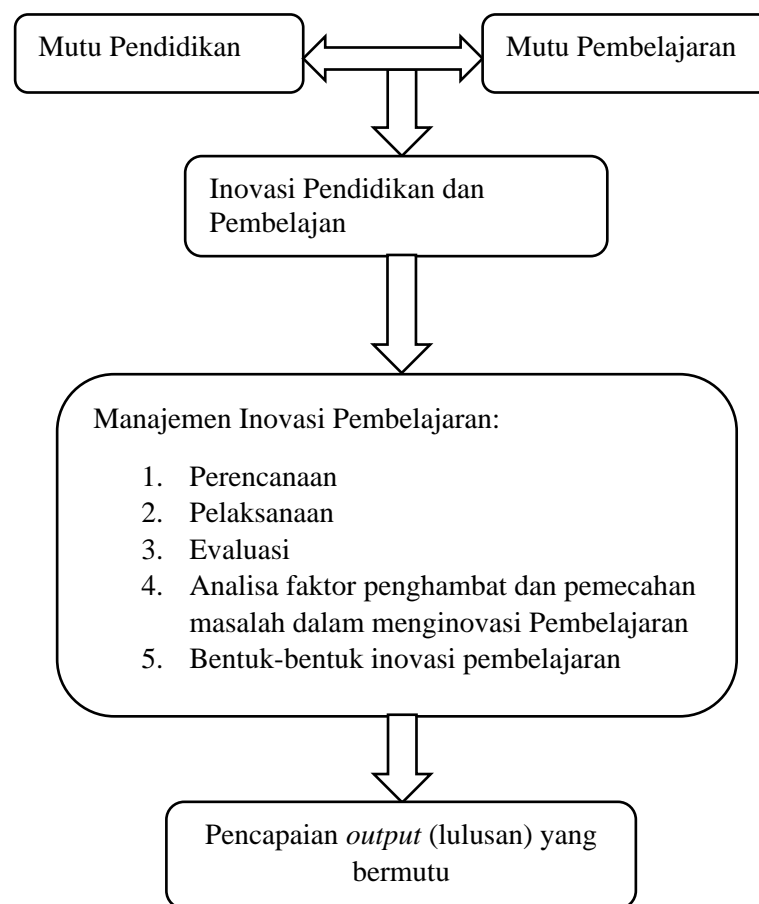 Mutu Pendidikan
Mutu Pembelajaran
Inovasi Pendidikan dan
Pembelajan
Manajemen Inovasi Pembelajaran:
1. Perencanaan
2. Pelaksanaan
3. Evaluasi
4. Analisa faktor penghambat dan pemecahan
masalah dalam menginovasi Pembelajaran
5. Bentuk-bentuk inovasi pembelajaran
Pencapaian output (lulusan) yang
bermutu